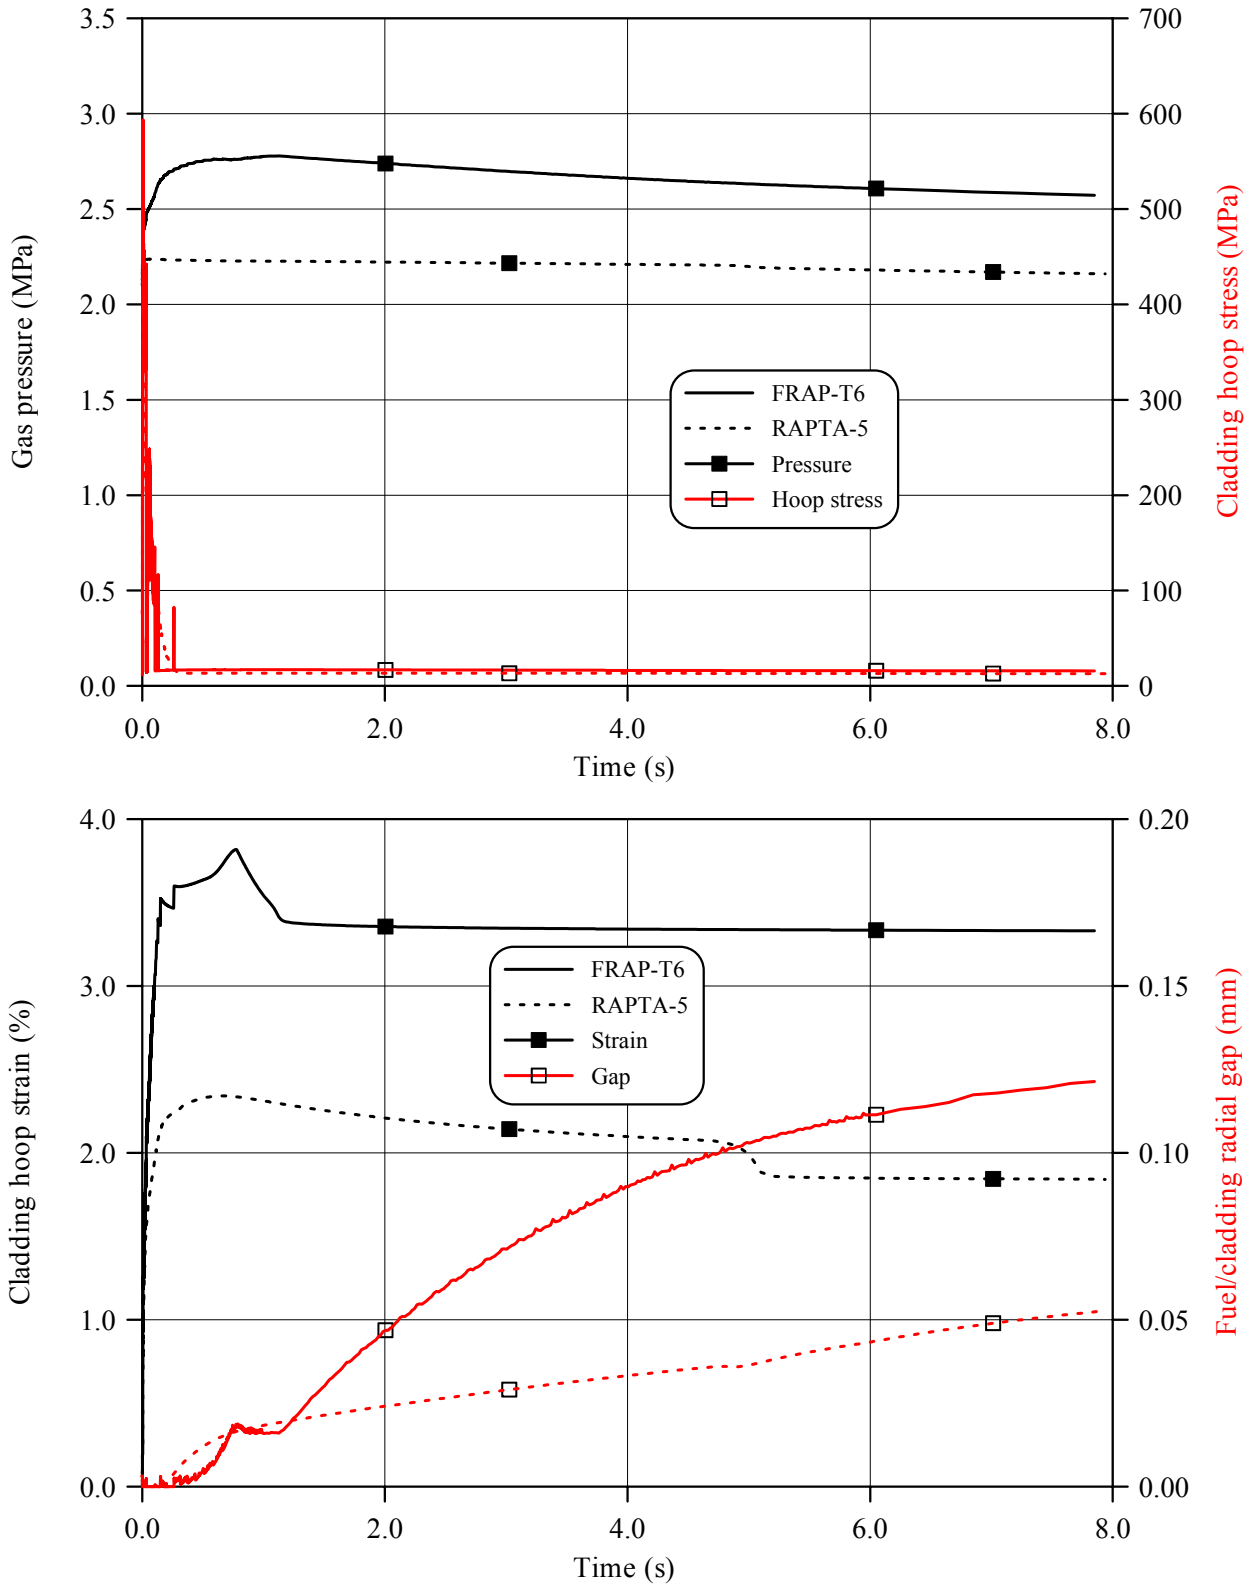 3.5
3.0
2.5
2.0
1.5
1.0
0.5
0.0
Gas pressure (MPa)
700
600
500
400
300
200
100
0
Cladding hoop stress (MPa)
FRAP-T6
RAPTA-5
Pressure
Hoop stress
0.0 2.0 4.0 6.0 8.0
Time (s)
4.0
3.0
2.0
1.0
0.0
Cladding hoop strain (%)
0.20
0.15
0.10
0.05
0.00
Fuel/cladding radial gap (mm)
FRAP-T6
RAPTA-5
Strain
Gap
0.0 2.0 4.0 6.0 8.0
Time (s)